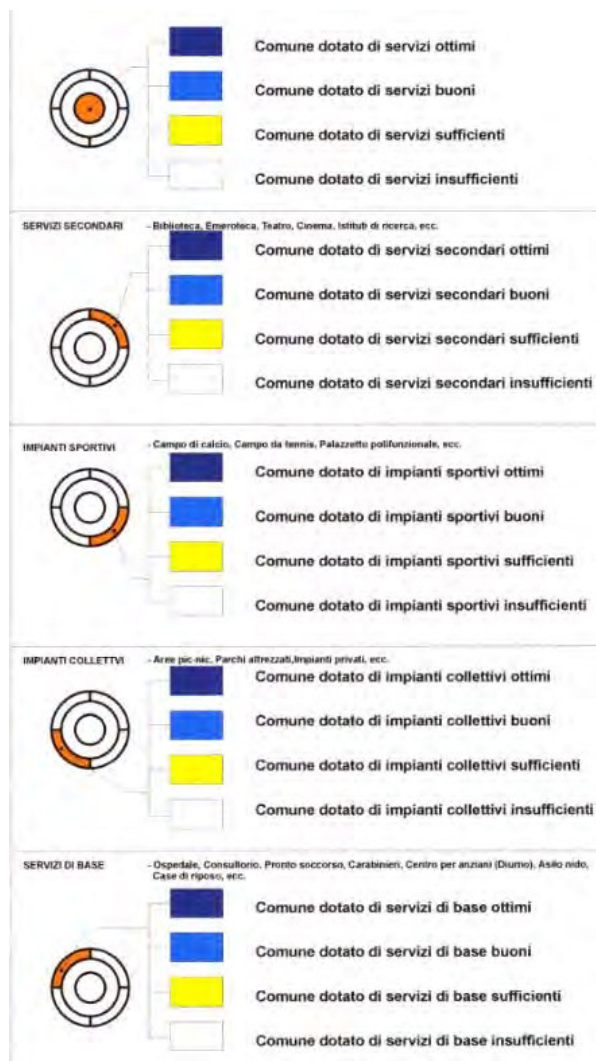 Comune dotato di servizi ottimi
Comune dotato di servizi buoni
Comune dotato di servizi sufficienti
Comune dotato di servizi insufficienti
SERVIZI SECONDARI - Biblioteca, Emeroteca, Teatro, Cinema, Istituti di ricerca, ecc.
Comune dotato di servizi secondari ottimi
Comune dotato di servizi secondari buoni
Comune dotato di servizi secondari sufficienti
Comune dotato di servizi secondari insufficienti
IMPIANTI SPORTIVI - Campo di calcio, Campo da tennis, Palazzetto polifunzionale, ecc.
Comune dotato di impianti sportivi ottimi
Comune dotato di impianti sportivi buoni
Comune dotato di impianti sportivi sufficienti
Comune dotato di impianti sportivi insufficienti
IMPIANTI COLLETTVI - Aree pic-nic, Parchi attrezzati,Impianti privati, ecc.
Comune dotato di impianti collettivi ottimi
Comune dotato di impianti collettivi buoni
Comune dotato di impianti collettivi sufficienti
Comune dotato di impianti collettivi insufficienti
SERVIZI DI BASE - Ospedale, Consultorio, Pronto soccorso, Carabinieri, Centro per anziani (Diurno), Asilo nido,
Case di riposo, ecc.
Comune dotato di servizi di base ottimi
Comune dotato di servizi di base buoni
Comune dotato di servizi di base sufficienti
Comune dotato di servizi di base insufficienti